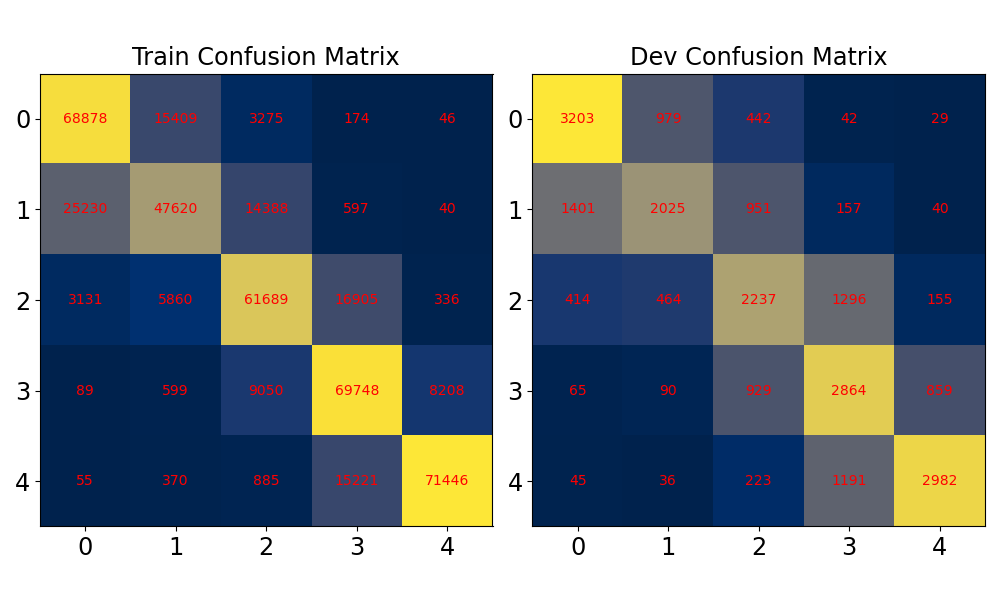 Train Confusion Matrix
0 68878 15409 3275 174 46
1 25230 47620 14388 597 40
2 3131 5860 61689 336
3 89 599 9050 69748 8208
4 55 370 885 15221 71446
0 1 2 3 4
Dev Confusion Matrix
0 3203 979 442 42 29
1 1401 2025 951 157 40
2 414 464 2237 1296 155
3 65 90 929 2864 859
4 45 36 223 1191 2982
0 1 2 3 4